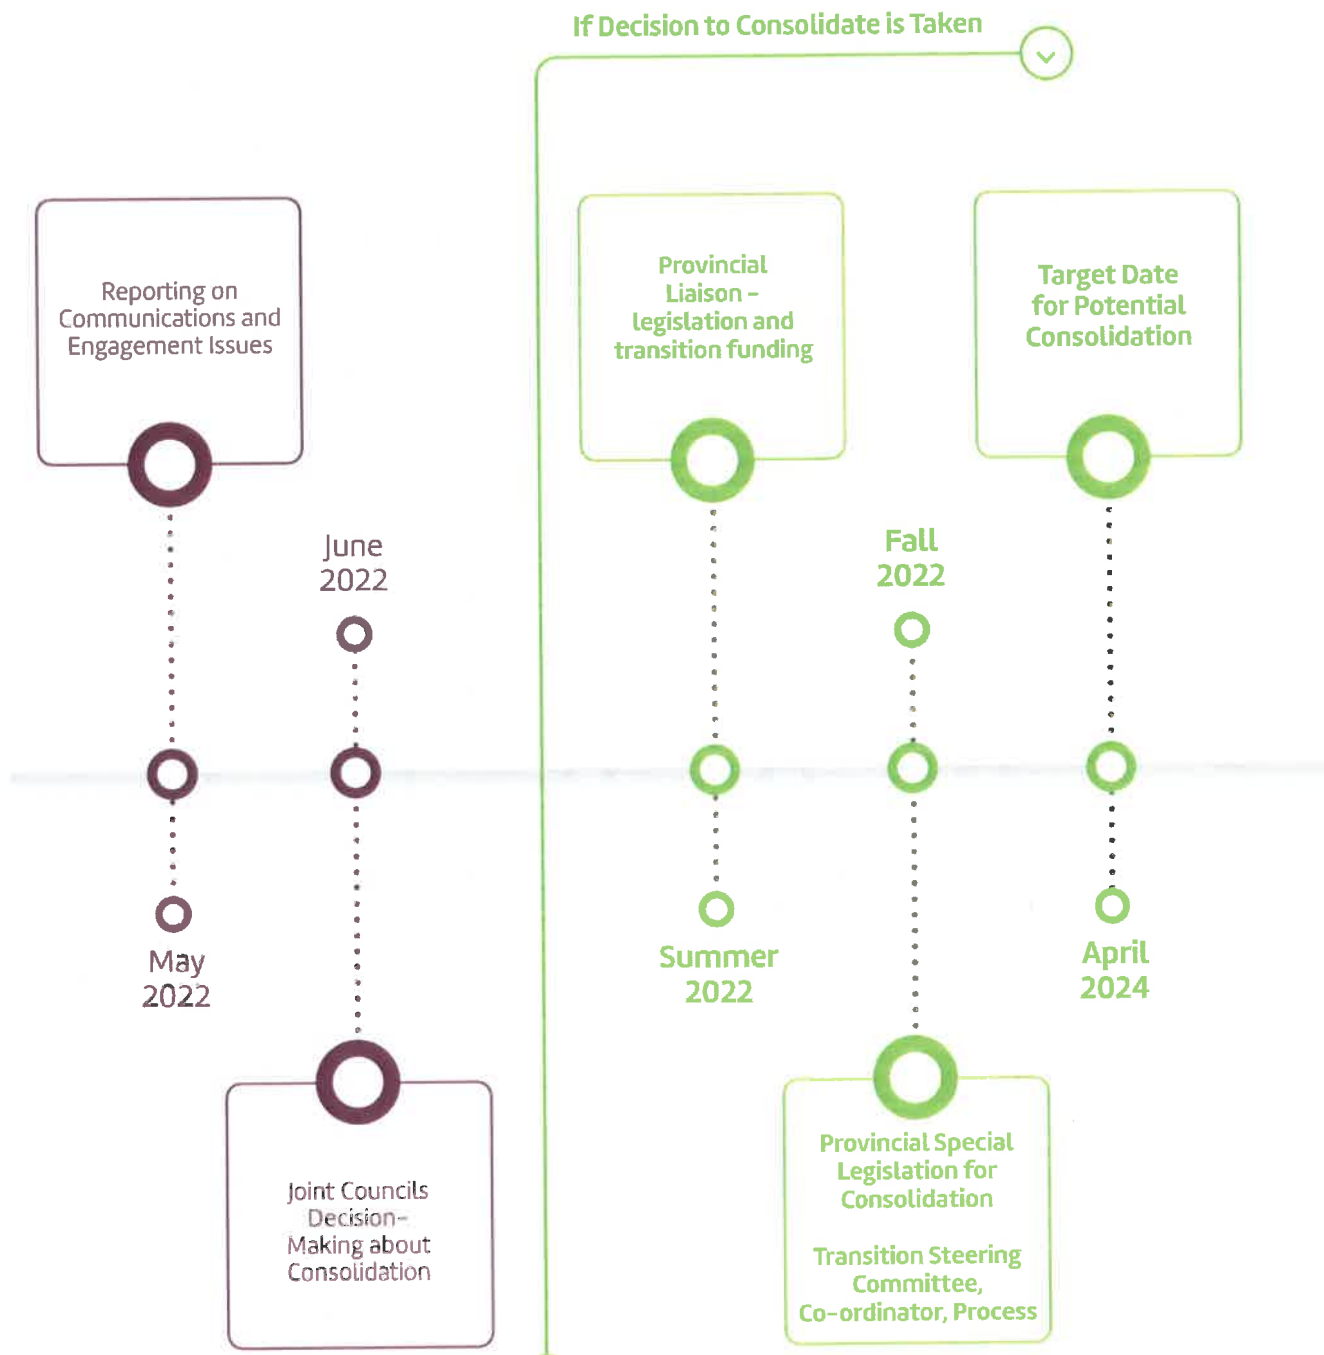 If Decision to Consolidate is Taken
Reporting on
Communications and
Engagement Issues
May
2022
June
2022
Joint Councils
Decision-
Making about
Consolidation
Provincial
Liaison –
legislation and
transition funding
Summer
2022
Fall
2022
Provincial Special
Legislation for
Consolidation
Transition Steering
Committee,
Co-ordinator, Process
Target Date
for Potential
Consolidation
April
2024